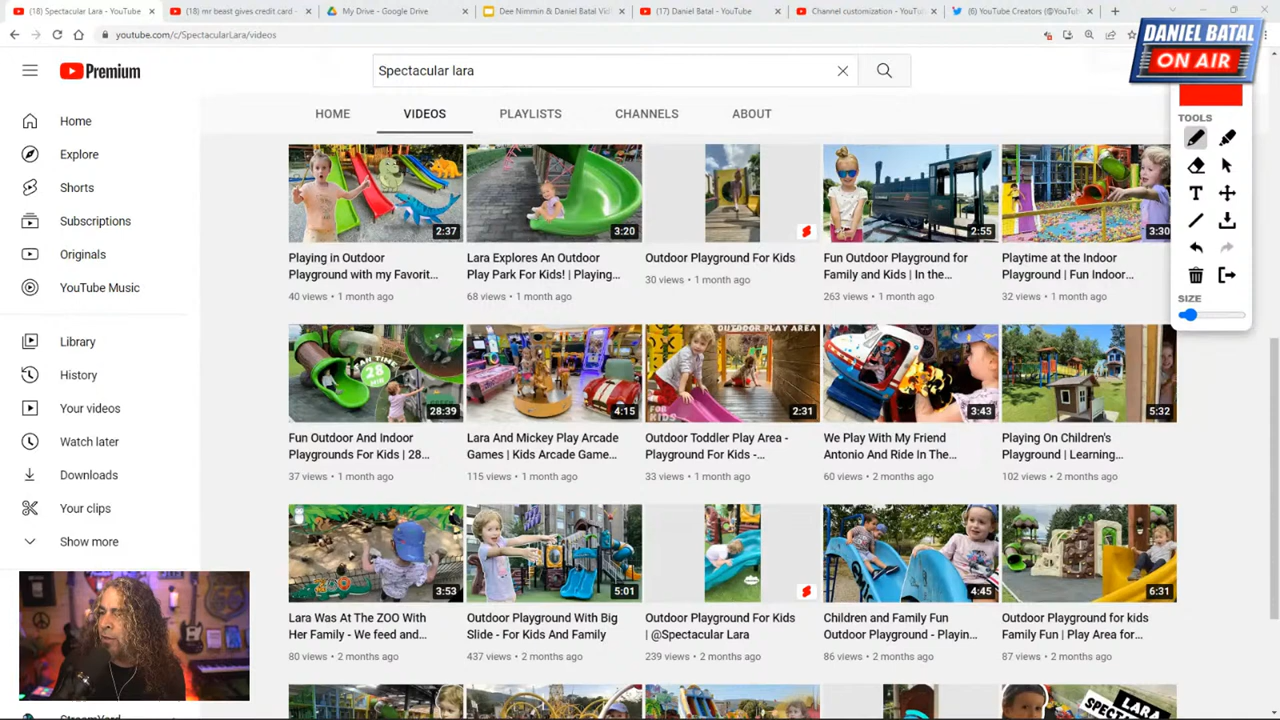 (18) Spectacular Lara - YouTube
(18) mr beast gives credit card -
My Drive - Google Drive
Dee Nimmin & Daniel Batal Vid
(17) Daniel Batal - YouTube
Channel customization - YouTu
(6) YouTube Creators (@YouTu
youtube.com/c/SpectacularLara/videos
DANIEL BATAL
ON AIR
Premium
Spectacular lara
HOME
VIDEOS
PLAYLISTS
CHANNELS
ABOUT
TOOLS
T
SIZE
Home
Explore
Shorts
Subscriptions
Originals
YouTube Music
Library
History
Your videos
Watch later
Downloads
Your clips
Show more
2:37
3:20
2:55
3:30
Playing in Outdoor
Playground with my Favorit...
40 views • 1 month ago
Lara Explores An Outdoor
Play Park For Kids! | Playing...
68 views • 1 month ago
Outdoor Playground For Kids
30 views • 1 month ago
Fun Outdoor Playground for
Family and Kids | In the...
263 views • 1 month ago
Playtime at the Indoor
Playground | Fun Indoor...
32 views • 1 month ago
28
MIN
28:39
4:15
OUTDOOR PLAY AREA
FOR
KIDS
2:31
3:43
5:32
Fun Outdoor And Indoor
Playgrounds For Kids | 28...
37 views • 1 month ago
Lara And Mickey Play Arcade
Games | Kids Arcade Game...
115 views • 1 month ago
Outdoor Toddler Play Area -
Playground For Kids -...
33 views • 1 month ago
We Play With My Friend
Antonio And Ride In The...
60 views • 2 months ago
Playing On Children's
Playground | Learning...
102 views • 2 months ago
3:53
5:01
4:45
6:31
Lara Was At The ZOO With
Her Family - We feed and...
80 views • 2 months ago
Outdoor Playground With Big
Slide - For Kids And Family
437 views • 2 months ago
Outdoor Playground For Kids
| @Spectacular Lara
239 views • 2 months ago
Children and Family Fun
Outdoor Playground - Playin...
86 views • 2 months ago
Outdoor Playground for kids
Family Fun | Play Area for...
87 views • 2 months ago
LARA
StreamYard